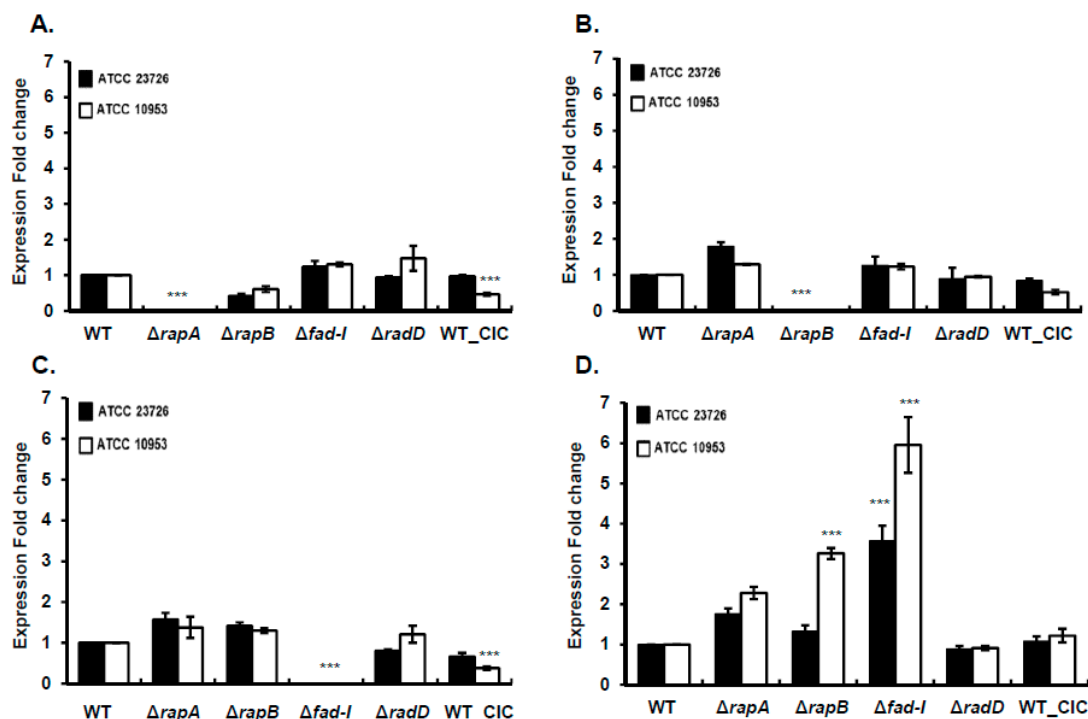 A.
Expression Fold change
7
6
5
4
3
2
1
0
ATCC 23726
ATCC 10953
***
***
WT ΔrapA ΔrapB Δfad-I ΔradD WT_CIC
B.
Expression Fold change
7
6
5
4
3
2
1
0
ATCC 23726
ATCC 10953
***
WT ΔrapA ΔrapB Δfad-I ΔradD WT_CIC
C.
Expression Fold change
7
6
5
4
3
2
1
0
ATCC 23726
ATCC 10953
***
***
WT ΔrapA ΔrapB Δfad-I ΔradD WT_CIC
D.
Expression Fold change
7
6
5
4
3
2
1
0
ATCC 23726
ATCC 10953
***
***
***
WT ΔrapA ΔrapB Δfad-I ΔradD WT_CIC